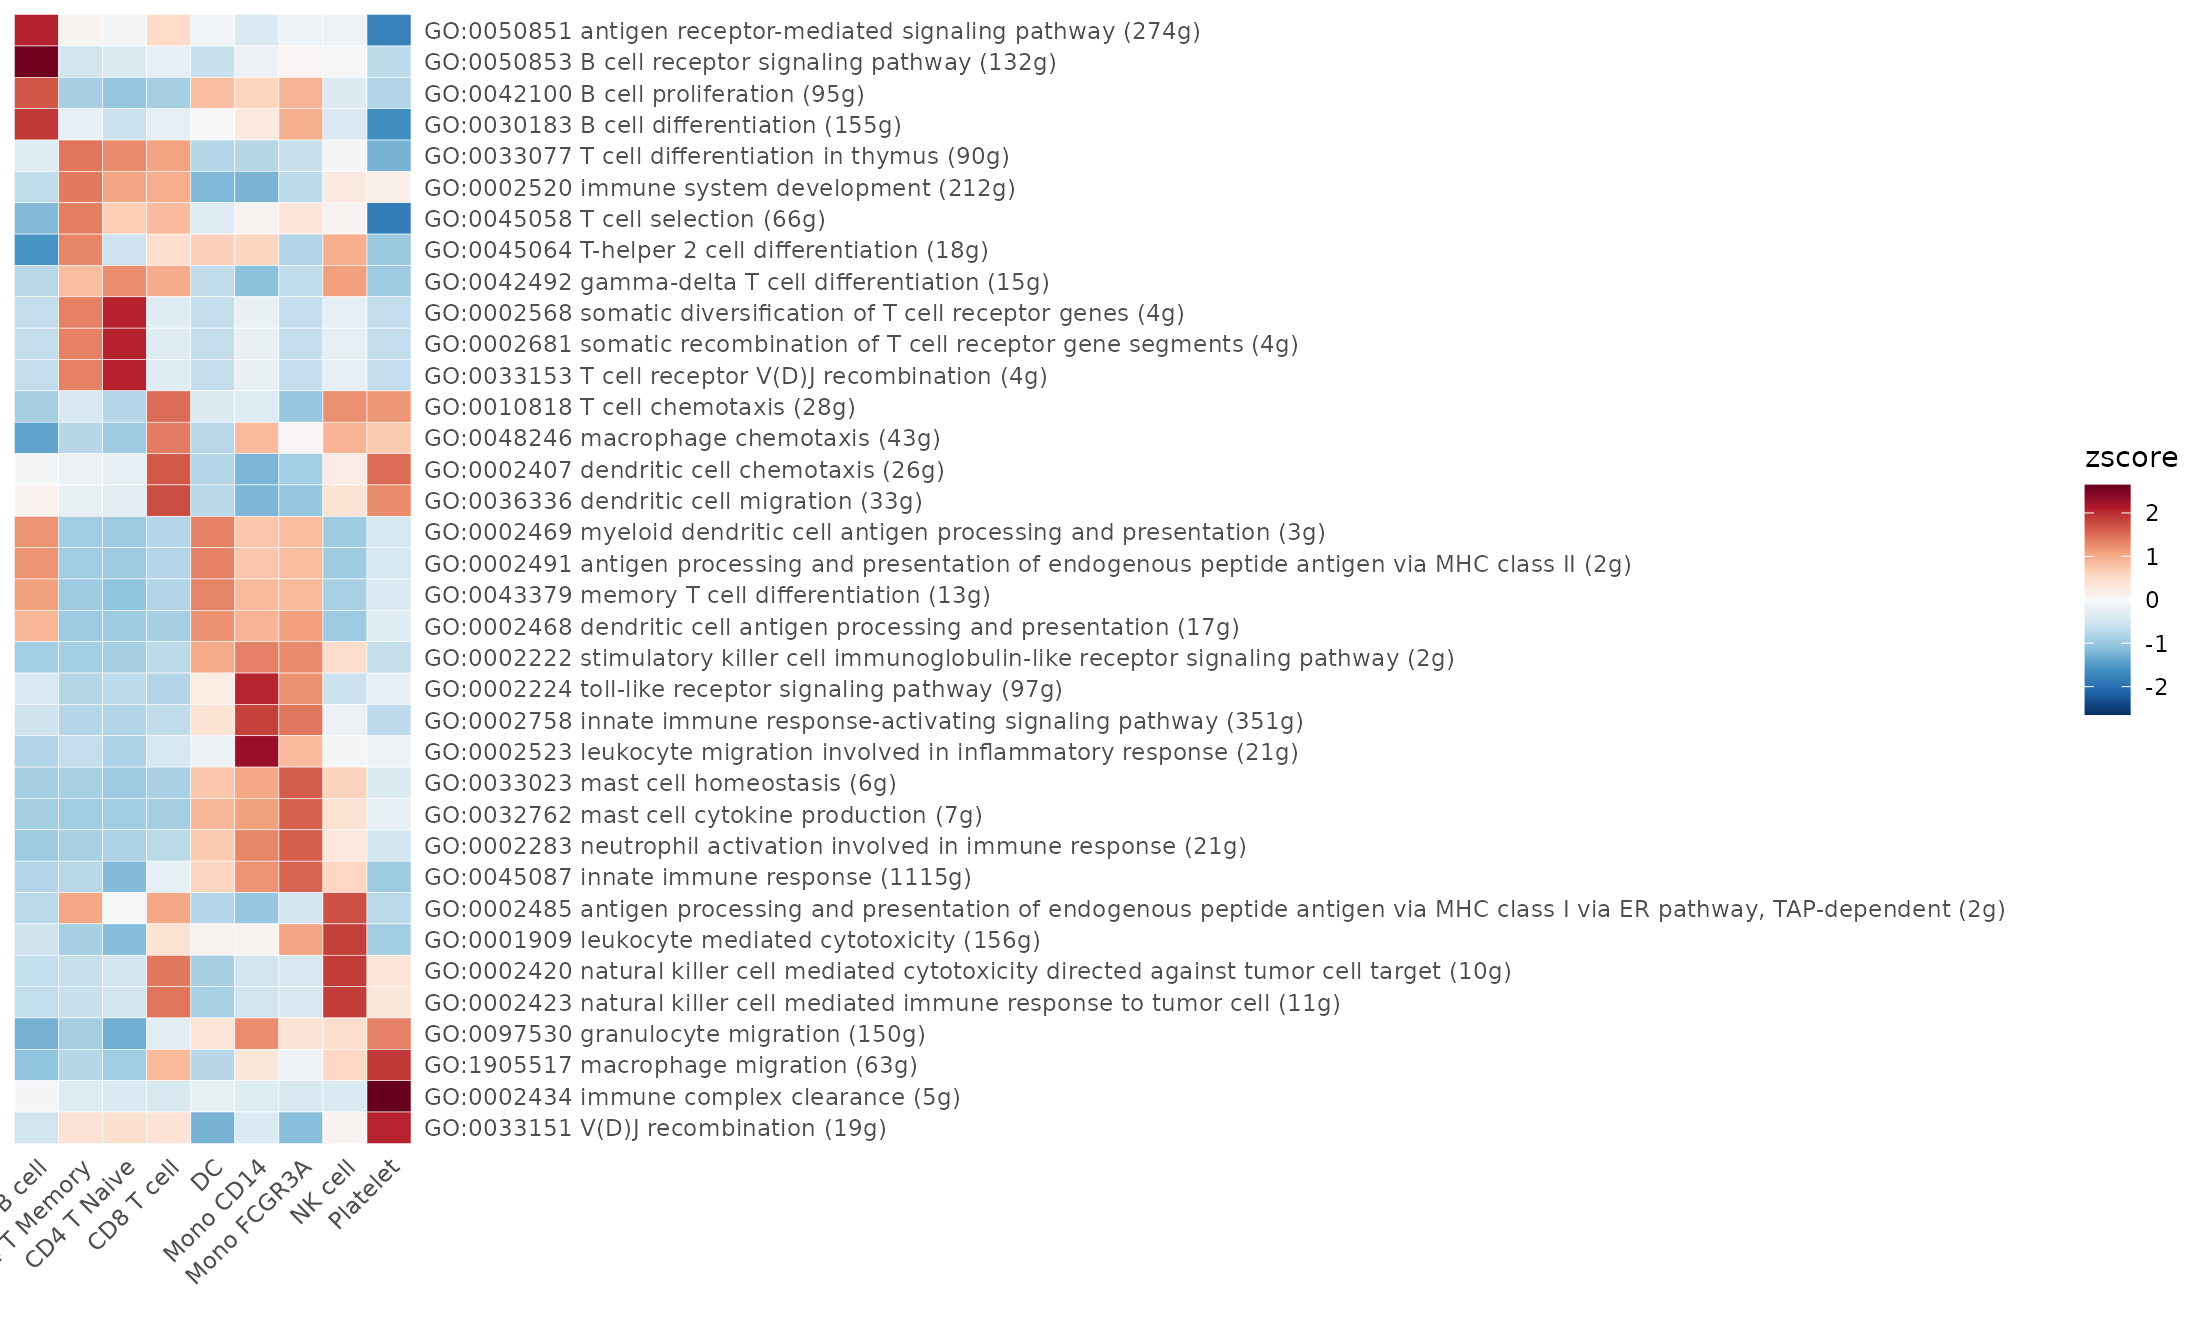 GO:0050851 antigen receptor-mediated signaling pathway (274g)
GO:0050853 B cell receptor signaling pathway (132g)
GO:0042100 B cell proliferation (95g)
GO:0030183 B cell differentiation (155g)
GO:0033077 T cell differentiation in thymus (90g)
GO:0002520 immune system development (212g)
GO:0045058 T cell selection (66g)
GO:0045064 T-helper 2 cell differentiation (18g)
GO:0042492 gamma-delta T cell differentiation (15g)
GO:0002568 somatic diversification of T cell receptor genes (4g)
GO:0002681 somatic recombination of T cell receptor gene segments (4g)
GO:0033153 T cell receptor V(D)J recombination (4g)
GO:0010818 T cell chemotaxis (28g)
GO:0048246 macrophage chemotaxis (43g)
GO:0002407 dendritic cell chemotaxis (26g)
GO:0036336 dendritic cell migration (33g)
GO:0002469 myeloid dendritic cell antigen processing and presentation (3g)
GO:0002491 antigen processing and presentation of endogenous peptide antigen via MHC class II (2g)
GO:0043379 memory T cell differentiation (13g)
GO:0002468 dendritic cell antigen processing and presentation (17g)
GO:0002222 stimulatory killer cell immunoglobulin-like receptor signaling pathway (2g)
GO:0002224 toll-like receptor signaling pathway (97g)
GO:0002758 innate immune response-activating signaling pathway (351g)
GO:0002523 leukocyte migration involved in inflammatory response (21g)
GO:0033023 mast cell homeostasis (6g)
GO:0032762 mast cell cytokine production (7g)
GO:0002283 neutrophil activation involved in immune response (21g)
GO:0045087 innate immune response (1115g)
GO:0002485 antigen processing and presentation of endogenous peptide antigen via MHC class I via ER pathway, TAP-dependent (2g)
GO:0001909 leukocyte mediated cytotoxicity (156g)
GO:0002420 natural killer cell mediated cytotoxicity directed against tumor cell target (10g)
GO:0002423 natural killer cell mediated immune response to tumor cell (11g)
GO:0097530 granulocyte migration (150g)
GO:1905517 macrophage migration (63g)
GO:0002434 immune complex clearance (5g)
GO:0033151 V(D)J recombination (19g)
B cell
T Memory
CD4 T Naive
CD8 T cell
DC
Mono CD14
Mono FCGR3A
NK cell
Platelet
zscore
2
1
0
-1
-2